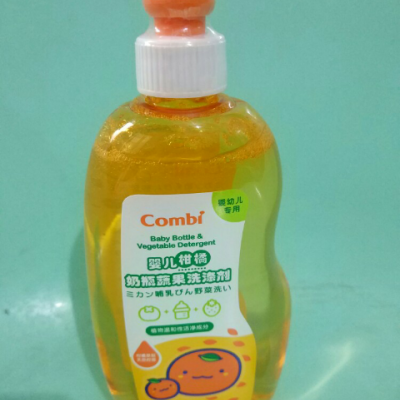 Combi
婴幼儿
专用
Baby Bottle &
Vegetable Detergent
婴儿柑橘
奶瓶蔬果洗涤剂
ミカン哺乳びん野菜洗い